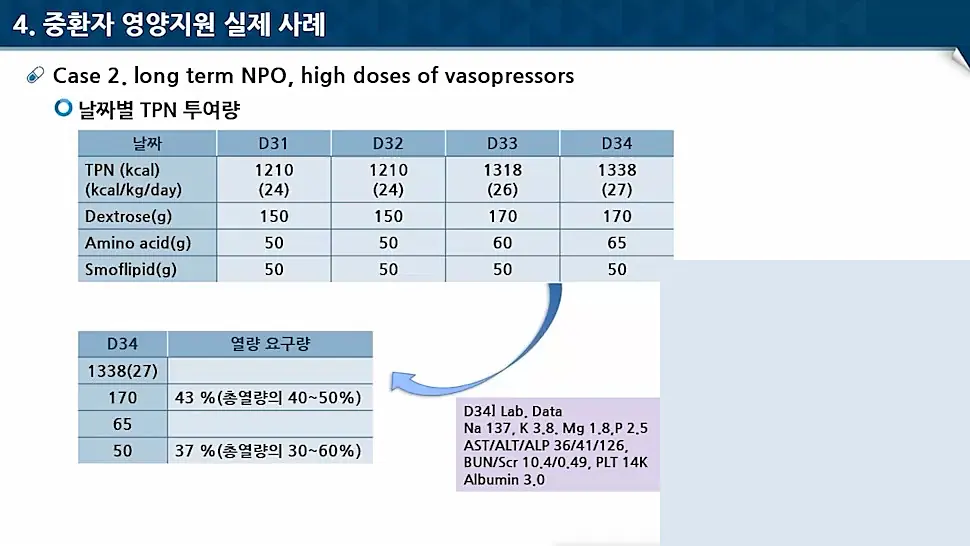 4. 중환자 영양지원 실제 사례
Case 2. long term NPO, high doses of vasopressors
날짜별 TPN 투여량
날짜 D31 D32 D33 D34
TPN (kcal) 1210 1210 1318 1338
(kcal/kg/day) (24) (24) (26) (27)
Dextrose(g) 150 150 170 170
Amino acid(g) 50 50 60 65
Smoflipid(g) 50 50 50 50
D34 열량 요구량
1338(27)
170 43 %(총열량의 40~50%)
65
50 37 %(총열량의 30~60%)
D34] Lab. Data
Na 137, K 3.8. Mg 1.8,P 2.5
AST/ALT/ALP 36/41/126,
BUN/Scr 10.4/0.49, PLT 14K
Albumin 3.0